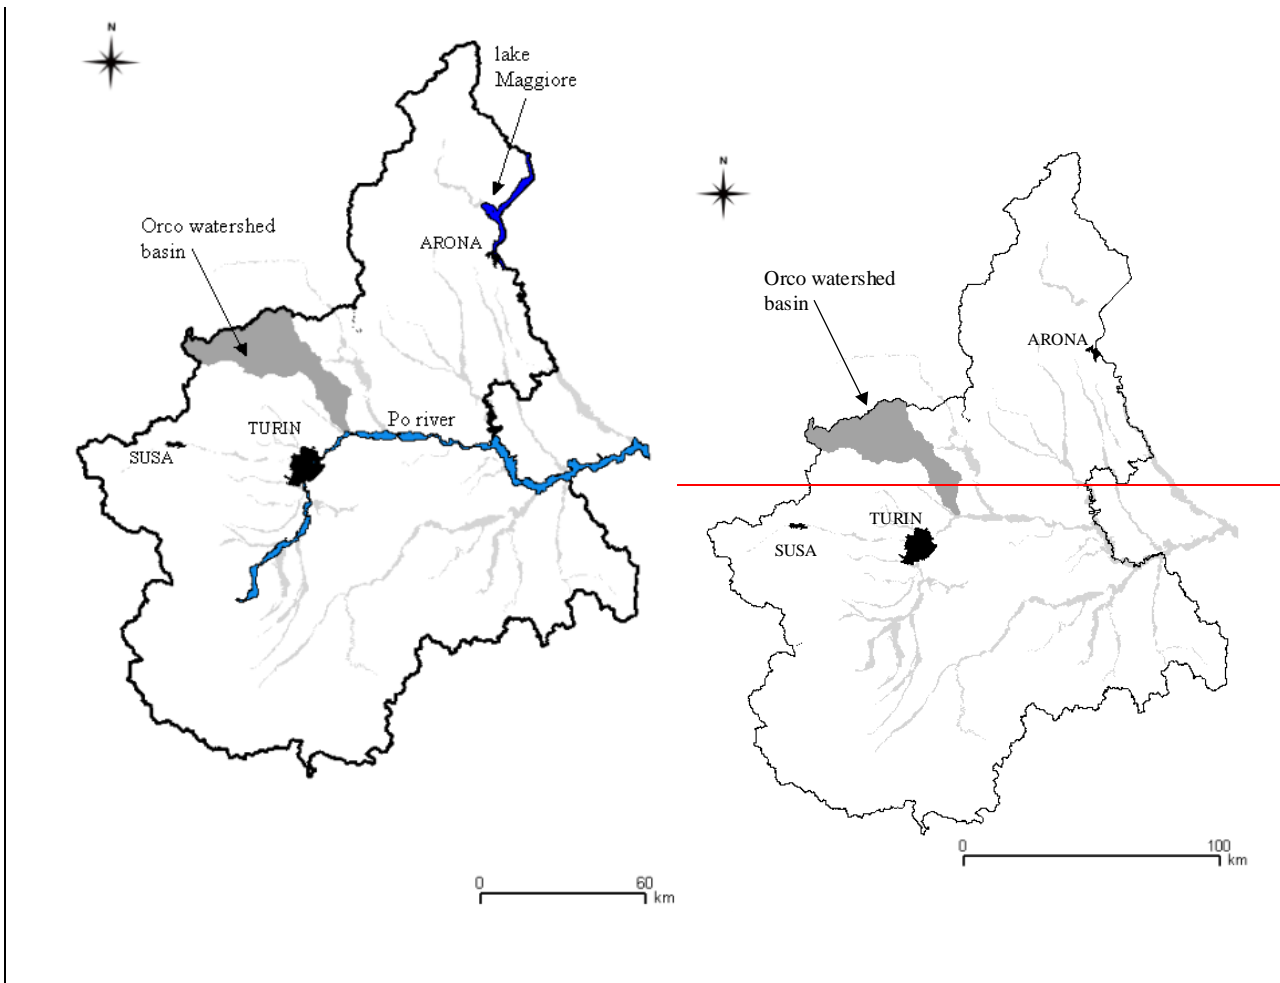 N
lake
Maggiore
Orco watershed
basin
ARONA
TURIN
Po river
SUSA
0 60
km
N
Orco watershed
basin
ARONA
TURIN
SUSA
0 100
km